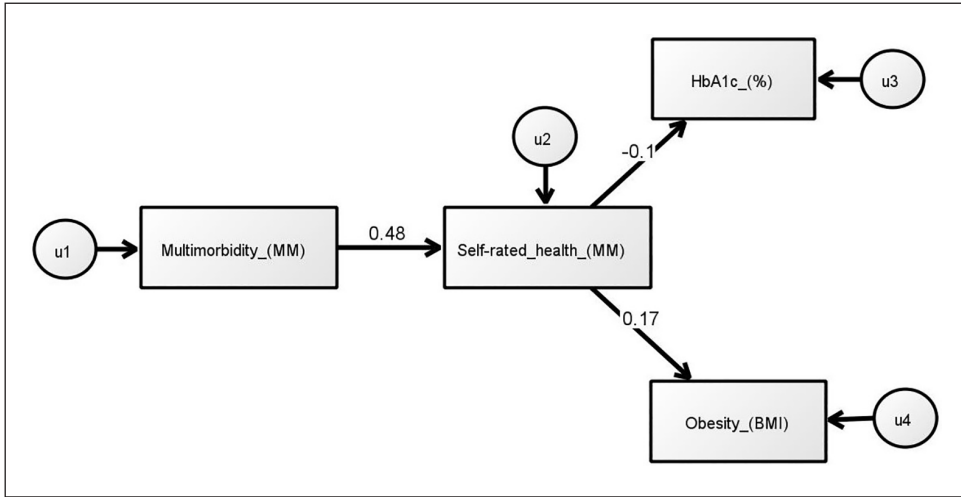 HbA1c_(%)
u3
u2
-0.1
u1
Multimorbidity_(MM)
0.48
Self-rated_health_(MM)
0.17
Obesity_(BMI)
u4